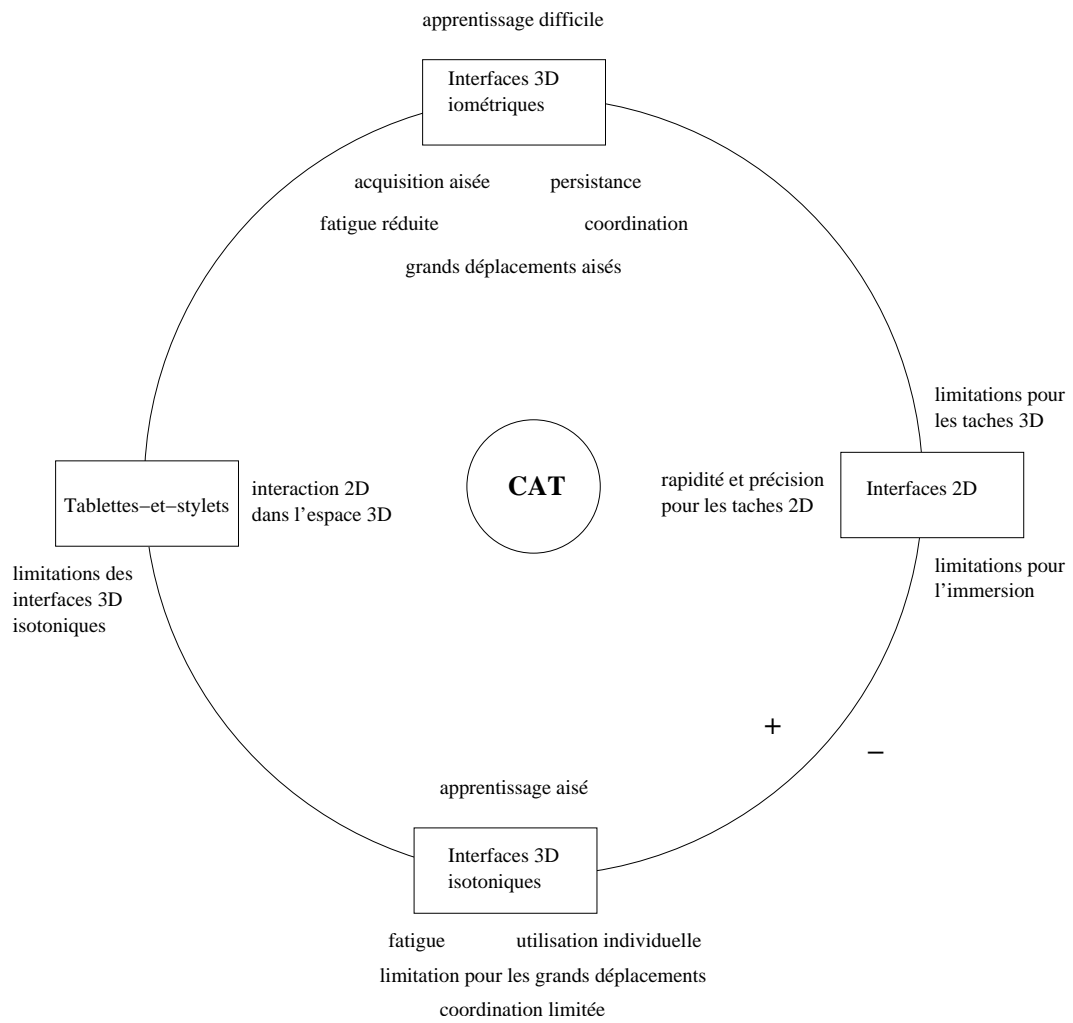 apprentissage difficile
Interfaces 3D
iométriques
acquisition aisée
persistance
fatigue réduite
coordination
grands déplacements aisés
limitations pour
les taches 3D
Tablettes−et−stylets
interaction 2D
dans l'espace 3D
CAT
rapidité et précision
pour les taches 2D
Interfaces 2D
limitations des
interfaces 3D
isotoniques
limitations pour
l'immersion
+
−
apprentissage aisé
Interfaces 3D
isotoniques
fatigue
utilisation individuelle
limitation pour les grands déplacements
coordination limitée